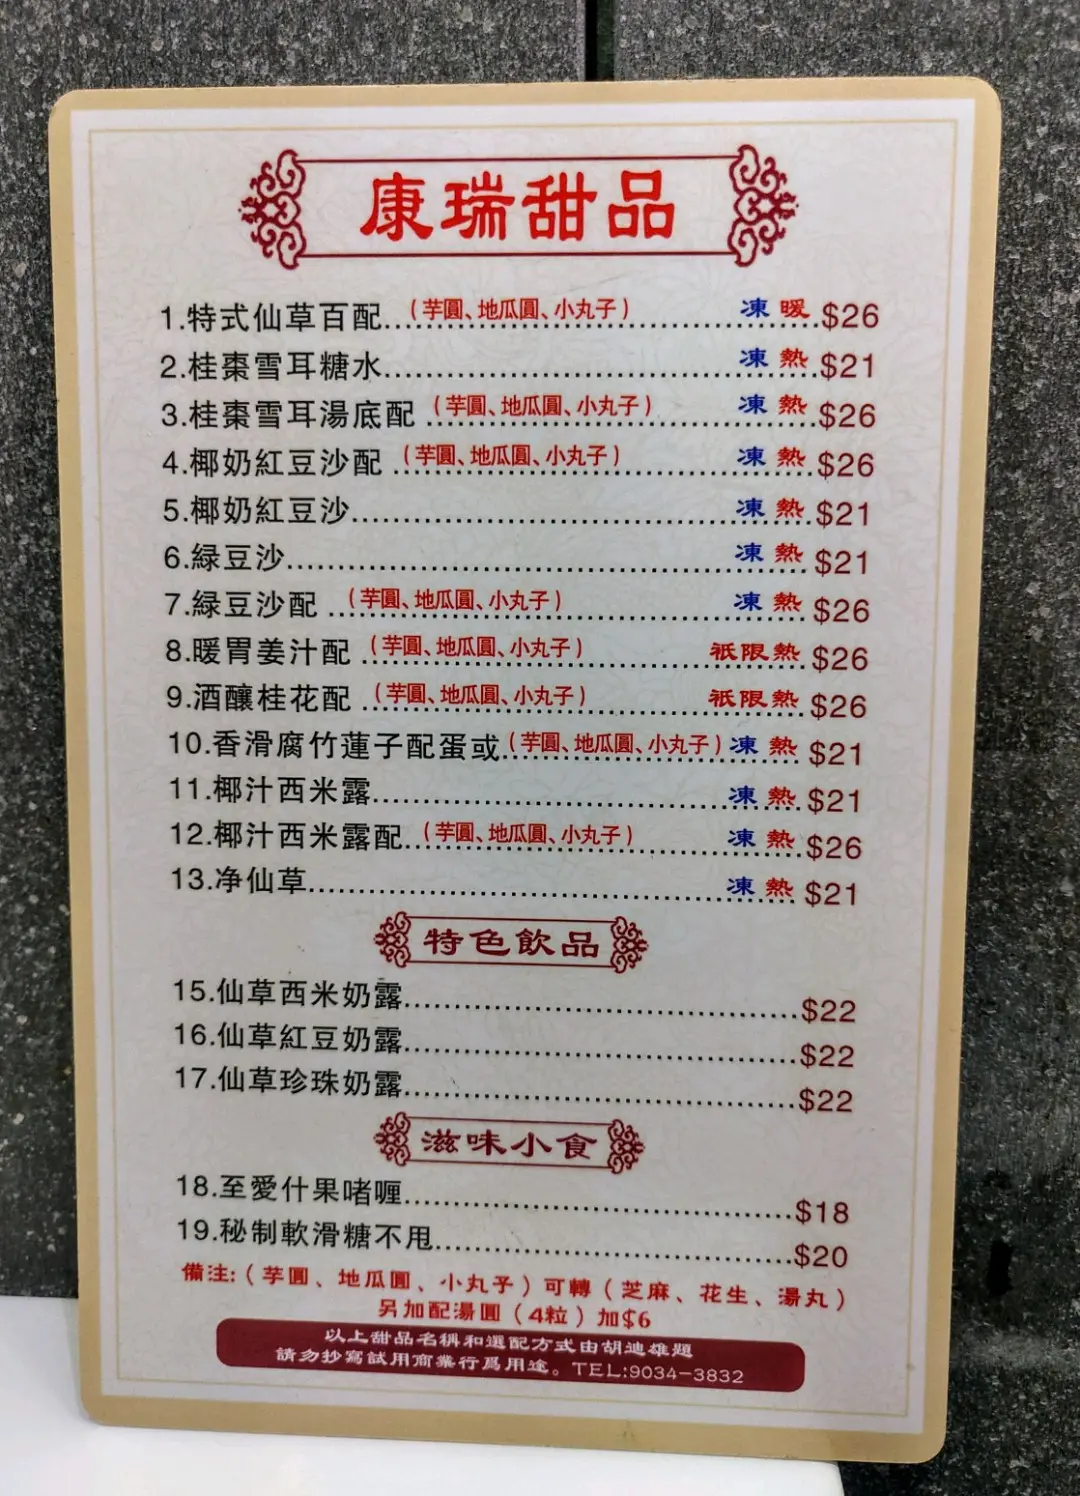 康瑞甜品
1.特式仙草百配...(芋圓、地瓜圓、小丸子) 凍 暖 $26
2.桂棗雪耳糖水...凍 熱 $21
3.桂棗雪耳湯底配 (芋圓、地瓜圓、小丸子) 凍 熱 $26
4.椰奶紅豆沙配 (芋圓、地瓜圓、小丸子) 凍 熱 $26
5.椰奶紅豆沙...凍 熱 $21
6.緑豆沙...凍 熱 $21
7.緑豆沙配 (芋圓、地瓜圓、小丸子) 凍 熱 $26
8.暖胃姜汁配 (芋圓、地瓜圓、小丸子) 祇限熱 $26
9.酒釀桂花配 (芋圓、地瓜圓、小丸子) 祇限熱 $26
10.香滑腐竹蓮子配蛋或(芋圓、地瓜圓、小丸子) 凍 熱 $21
11.椰汁西米露...凍 熱 $21
12.椰汁西米露配(芋圓、地瓜圓、小丸子) 凍 熱 $26
13.净仙草...凍 熱 $21
特色飲品
15.仙草西米奶露...$22
16.仙草紅豆奶露...$22
17.仙草珍珠奶露...$22
滋味小食
18.至愛什果啫喱...$18
19.秘制軟滑糖不甩...$20
備注:(芋圓、地瓜圓、小丸子)可轉(芝麻、花生、湯丸)
另加配湯圓(4粒)加$6
以上甜品名稱和選配方式由胡迪雄題
請勿抄寫試用商業行爲用途。TEL:9034-3832